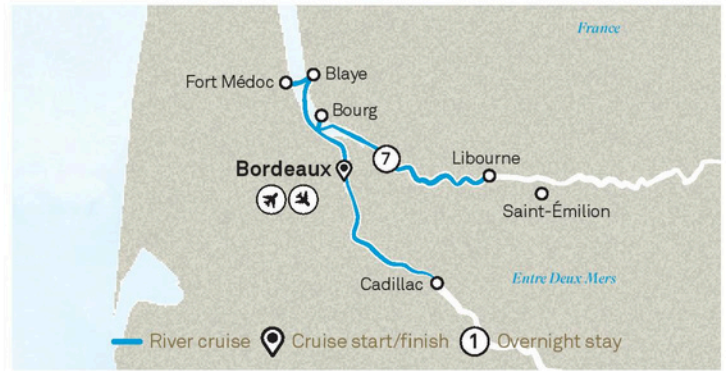 France
Fort Médoc
Blaye
Bourg
Bordeaux
7
Libourne
Saint-Émilion
Cadillac
Entre Deux Mers
River cruise
Cruise start/finish
1 Overnight stay